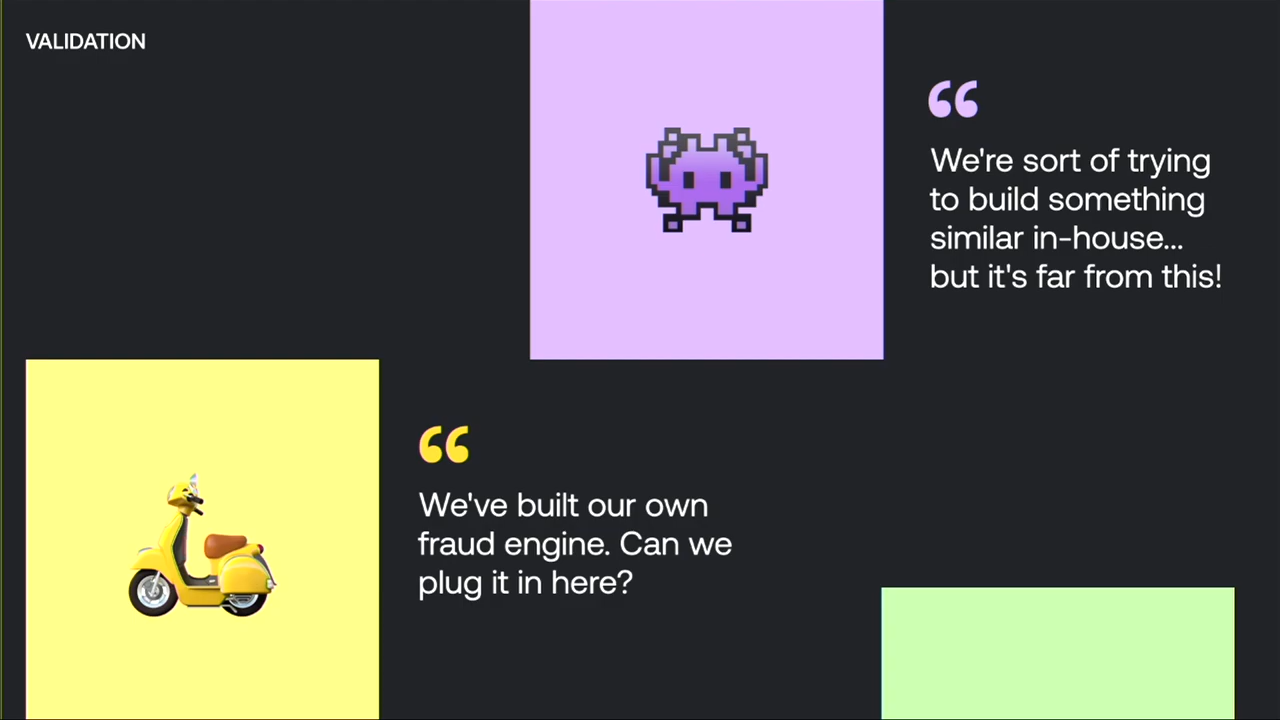 VALIDATION
“
We're sort of trying
to build something
similar in-house...
but it's far from this!
“
We've built our own
fraud engine. Can we
plug it in here?